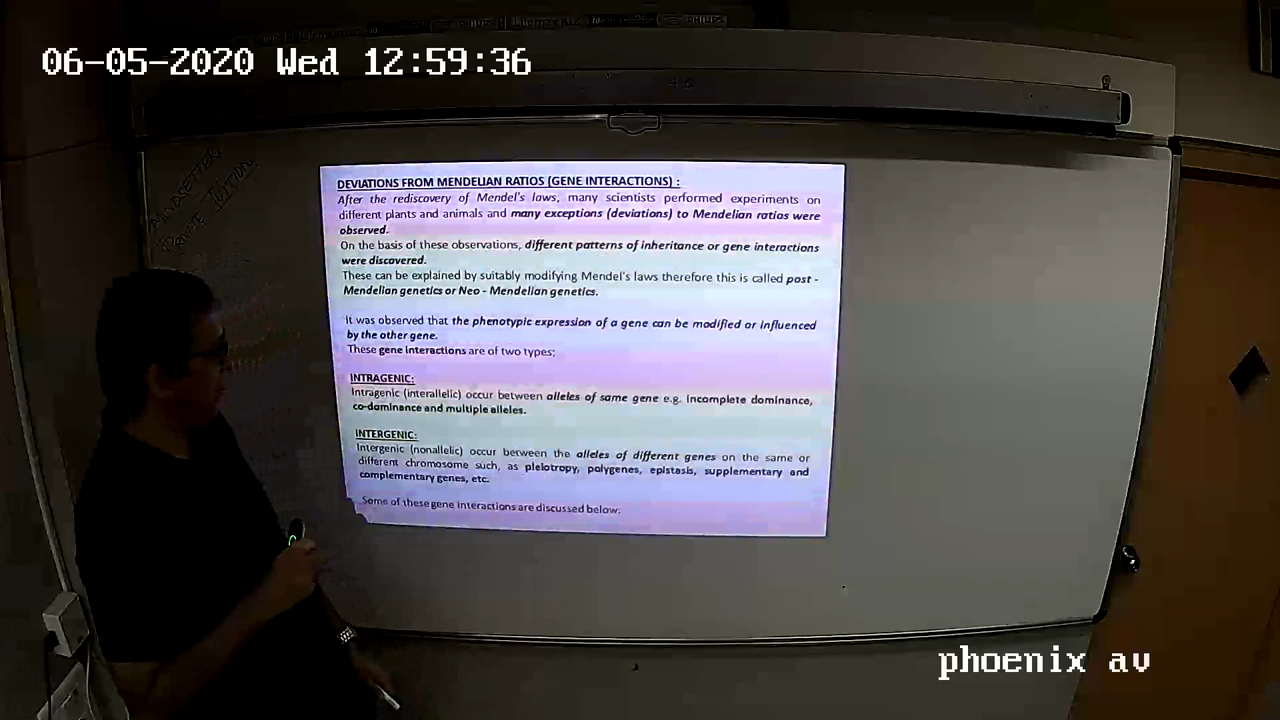 06-05-2020 Wed 12:59:36
DEVIATIONS FROM MENDELIAN RATIOS (GENE INTERACTIONS) :
After the rediscovery of Mendel's laws, many scientists performed experiments on
different plants and animals and many exceptions (deviations) to Mendelian ratios were
observed.
On the basis of these observations, different patterns of inheritance or gene interactions
were discovered.
These can be explained by suitably modifying Mendel's laws therefore this is called post -
Mendelian genetics or Neo - Mendelian genetics.
It was observed that the phenotypic expression of a gene can be modified or influenced
by the other gene.
These gene interactions are of two types;
INTRAGENIC:
Intragenic (interallelic) occur between alleles of same gene e.g. incomplete dominance,
co-dominance and multiple alleles.
INTERGENIC:
Intergenic (nonallelic) occur between the alleles of different genes on the same or
different chromosome such, as pleiotropy, polygenes, epistasis, supplementary and
complementary genes, etc.
Some of these gene interactions are discussed below:
phoenix av